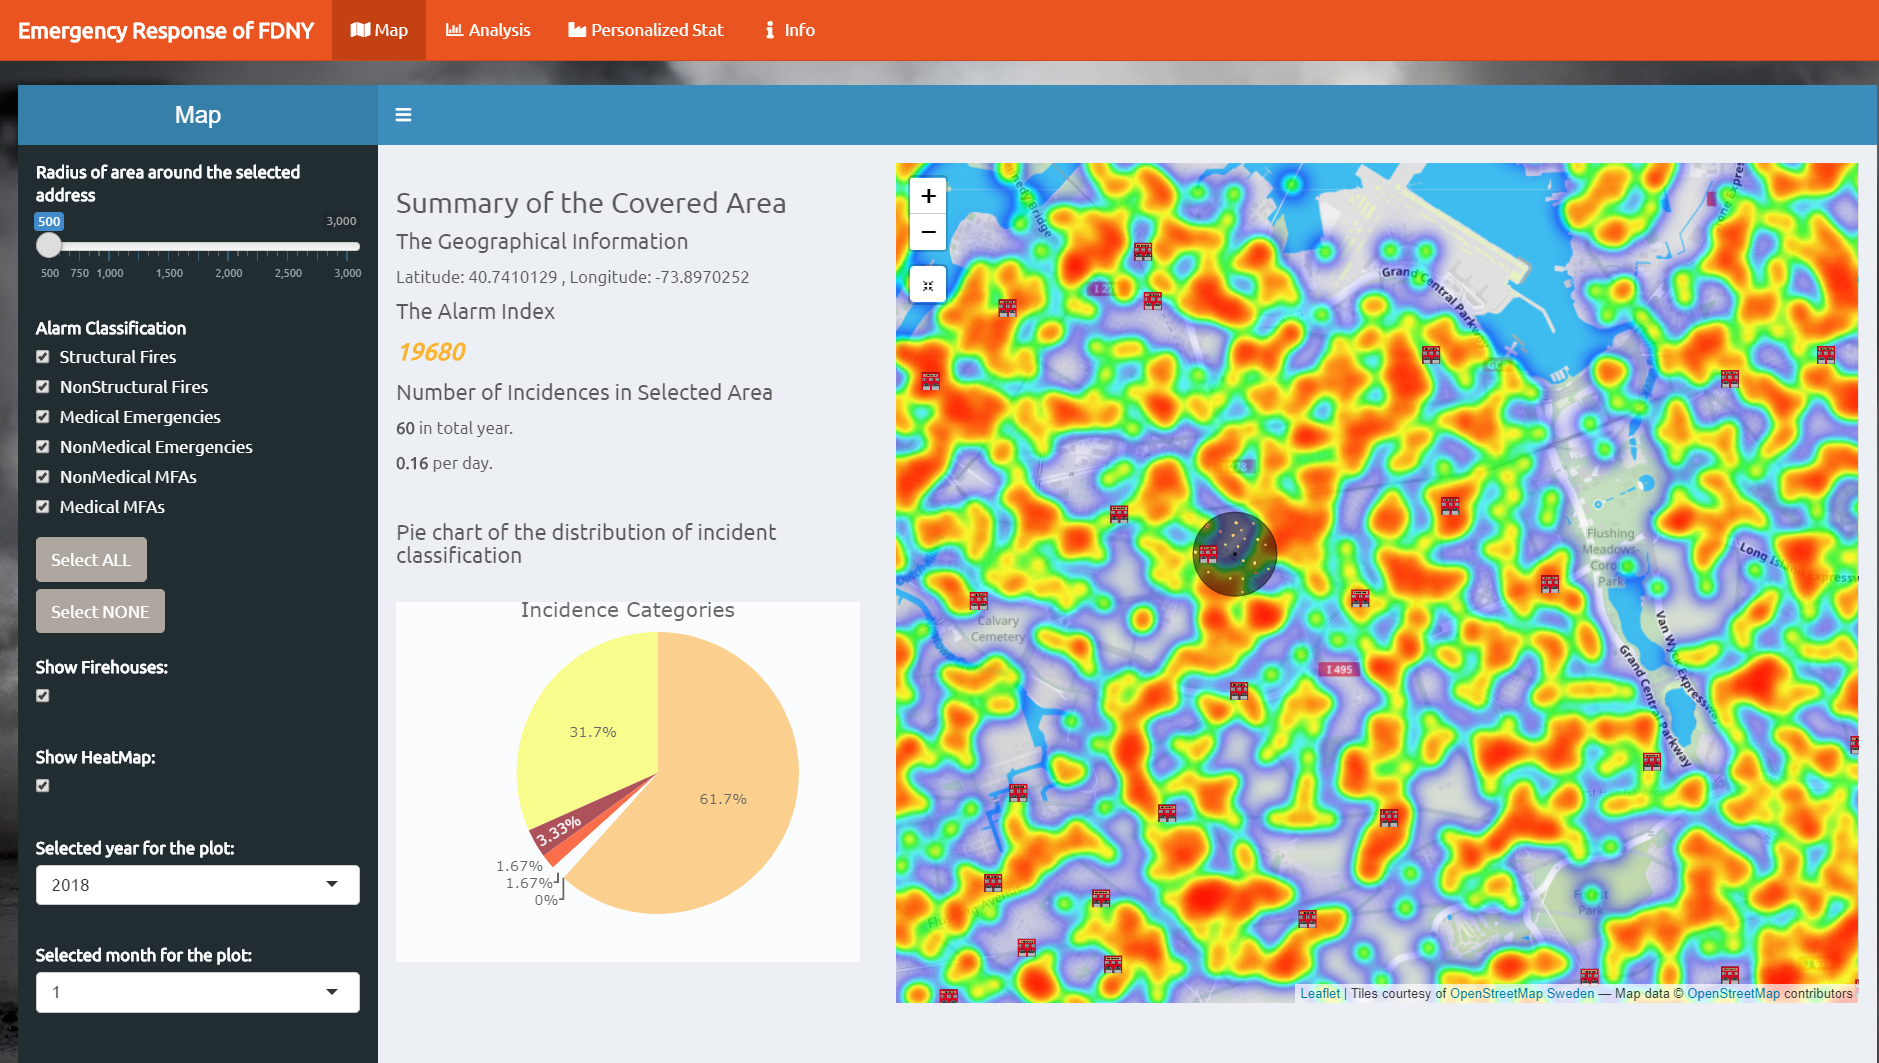 Emergency Response of FDNY
Map
Analysis
Personalized Stat
Info
Map
Radius of area around the selected
address
500
3,000
500 750 1,000 1,500 2,000 2,500 3,000
Alarm Classification
Structural Fires
NonStructural Fires
Medical Emergencies
NonMedical Emergencies
NonMedical MFAs
Medical MFAs
Select ALL
Select NONE
Show Firehouses:
Show HeatMap:
Selected year for the plot:
2018
Selected month for the plot:
1
Summary of the Covered Area
The Geographical Information
Latitude: 40.7410129 , Longitude: -73.8970252
The Alarm Index
19680
Number of Incidences in Selected Area
60 in total year.
0.16 per day.
Pie chart of the distribution of incident
classification
Incidence Categories
31.7%
61.7%
3.33%
1.67%
1.67%
0%
+
−
Grand Central Parkway
I 278
Flushing
Meadows-
Corona
Park
Calvary
Cemetery
I 495
Van Wyck Expressway
Grand Central Parkway
Forest
Park
Flushing Avenue
Leaflet | Tiles courtesy of OpenStreetMap Sweden — Map data © OpenStreetMap contributors